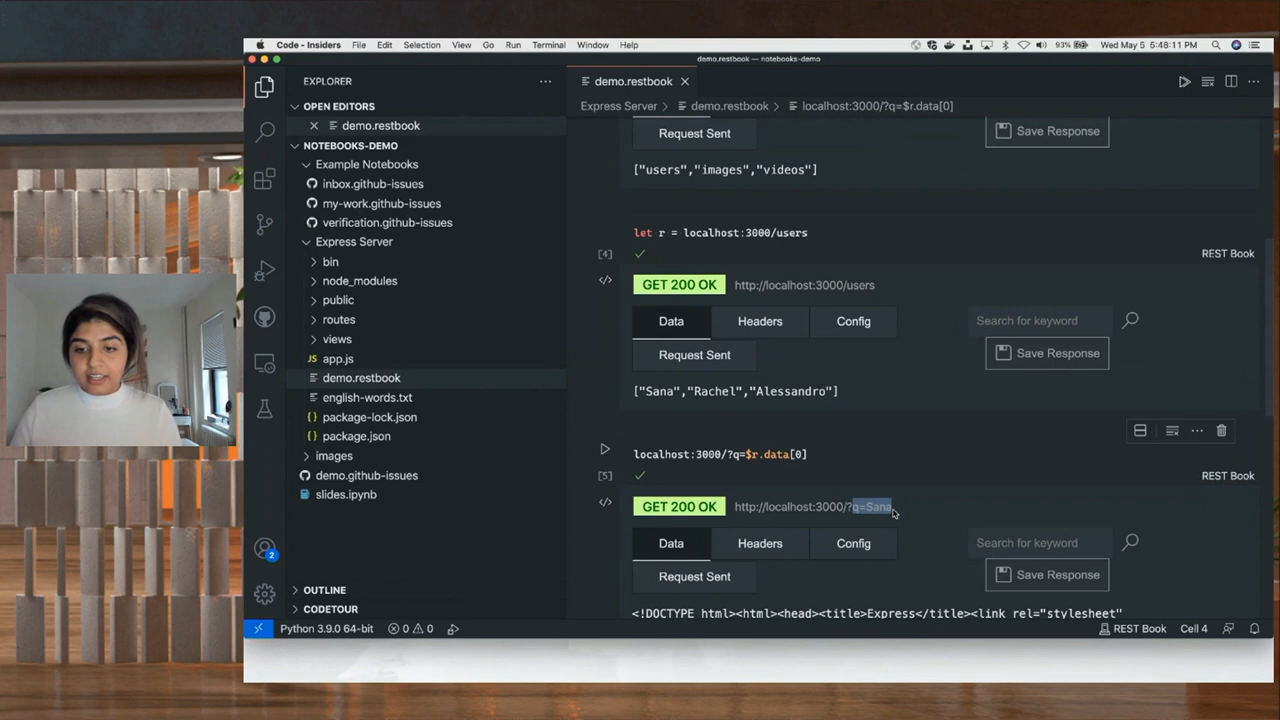 Code - Insiders File Edit Selection View Go Run Terminal Window Help 93% Wed May 5 5:48:11 PM
demo.restbook — notebooks-demo
EXPLORER
OPEN EDITORS
demo.restbook
NOTEBOOKS-DEMO
Example Notebooks
inbox.github-issues
my-work.github-issues
verification.github-issues
Express Server
bin
node_modules
public
routes
views
JS app.js
demo.restbook
english-words.txt
{} package-lock.json
{} package.json
images
demo.github-issues
slides.ipynb
OUTLINE
CODETOUR
2
demo.restbook
Express Server > demo.restbook > localhost:3000/?q=$r.data[0]
Request Sent
Save Response
["users","images","videos"]
let r = localhost:3000/users
[4]
REST Book
GET 200 OK http://localhost:3000/users
Data Headers Config
Search for keyword
Request Sent
Save Response
["Sana","Rachel","Alessandro"]
localhost:3000/?q=$r.data[0]
[5]
REST Book
GET 200 OK http://localhost:3000/?q=Sana
Data Headers Config
Search for keyword
Request Sent
Save Response
<!DOCTYPE html><html><head><title>Express</title><link rel="stylesheet"
Python 3.9.0 64-bit 0 0 REST Book Cell 4